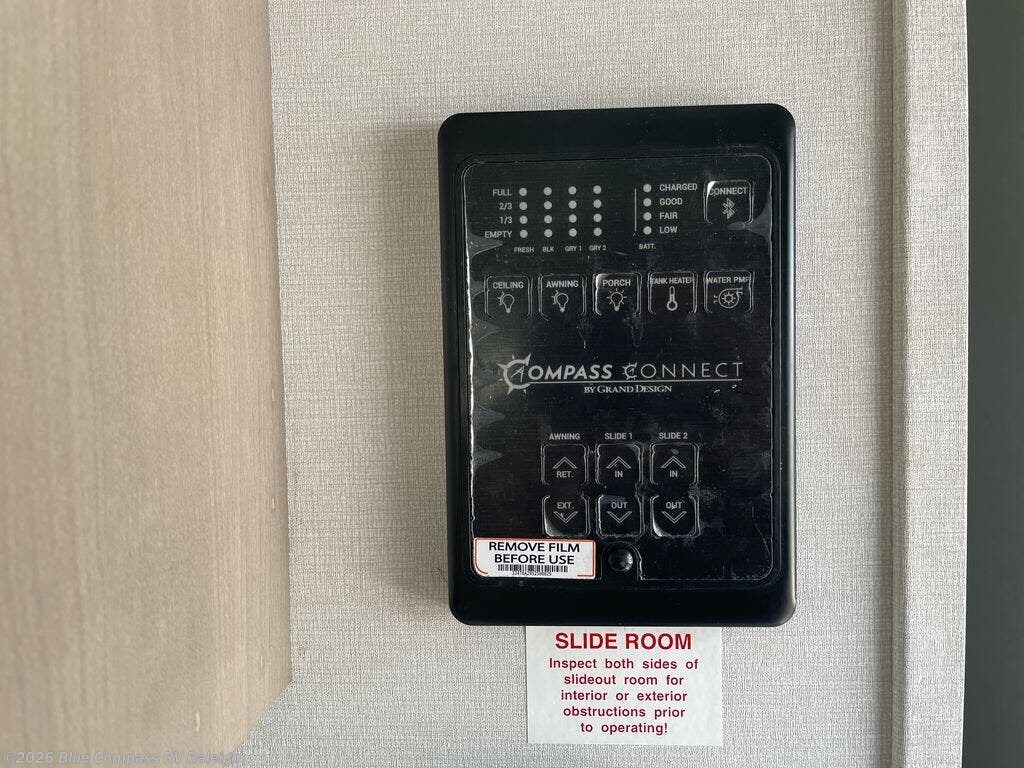 FULL
2/3
1/3
EMPTY
FRESH BLK GRY 1 GRY 2
CHARGED
GOOD
FAIR
LOW
BATT.
CONNECT
CEILING AWNING PORCH TANK HEATER WATER PMP
COMPASS CONNECT
BY GRAND DESIGN
AWNING SLIDE 1 SLIDE 2
RET. IN IN
EXT. OUT OUT
REMOVE FILM
BEFORE USE
SLIDE ROOM
Inspect both sides of
slideout room for
interior or exterior
obstructions prior
to operating!
©2026 Blue Compass RV Raleigh